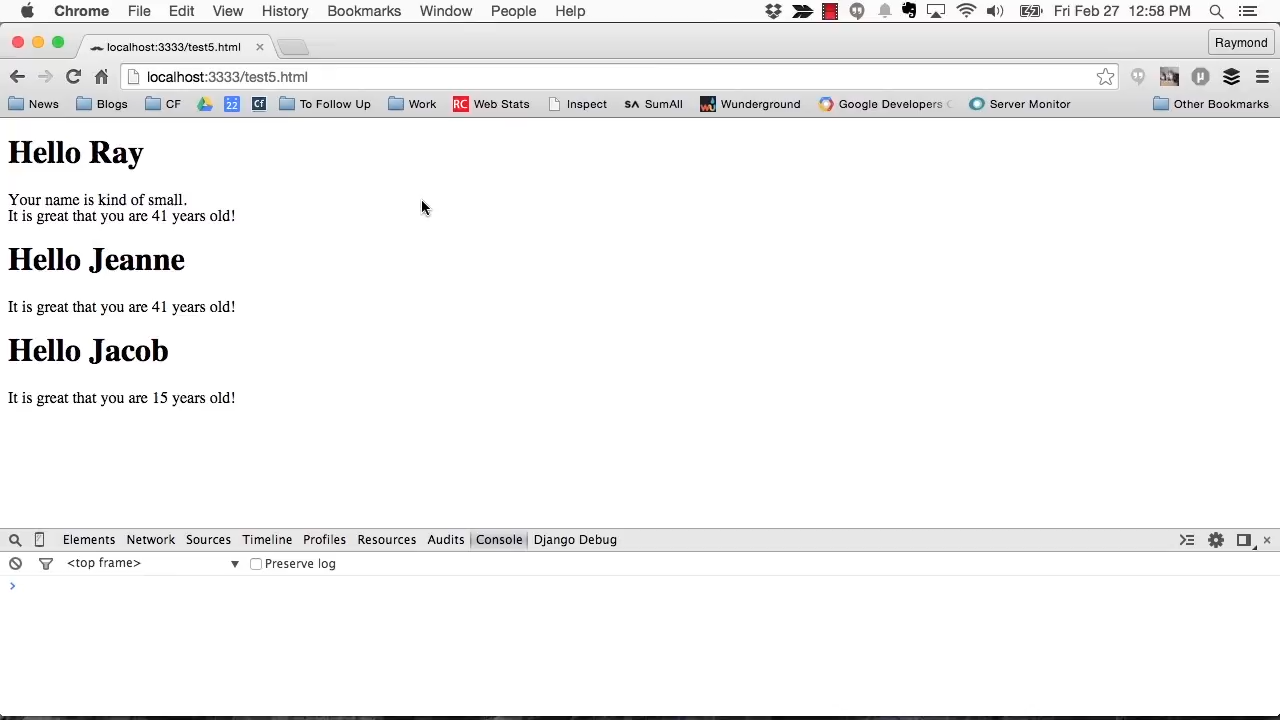 Chrome File Edit View History Bookmarks Window People Help Fri Feb 27 12:58 PM
localhost:3333/test5.html Raymond
localhost:3333/test5.html
News Blogs CF 22 Cf To Follow Up Work RC Web Stats Inspect SA SumAll Wunderground Google Developers Server Monitor Other Bookmarks
Hello Ray
Your name is kind of small.
It is great that you are 41 years old!
Hello Jeanne
It is great that you are 41 years old!
Hello Jacob
It is great that you are 15 years old!
Elements Network Sources Timeline Profiles Resources Audits Console Django Debug
<top frame> Preserve log